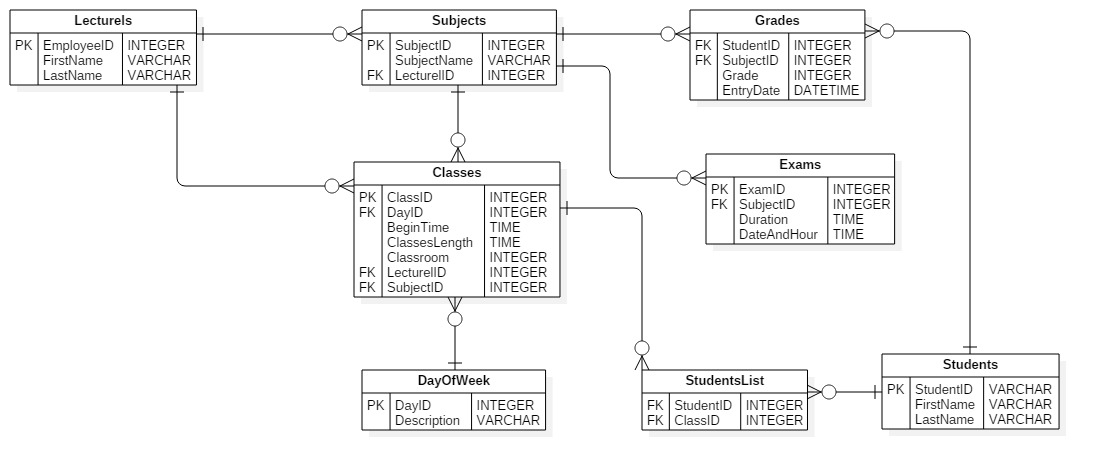 Lecturels
PK EmployeeID INTEGER
FirstName VARCHAR
LastName VARCHAR
Subjects
PK SubjectID INTEGER
SubjectName VARCHAR
FK LecturelID INTEGER
Grades
FK StudentID INTEGER
FK SubjectID INTEGER
Grade INTEGER
EntryDate DATETIME
Classes
PK ClassID INTEGER
FK DayID INTEGER
BeginTime TIME
ClassesLength TIME
Classroom INTEGER
FK LecturelID INTEGER
FK SubjectID INTEGER
Exams
PK ExamID INTEGER
FK SubjectID INTEGER
Duration TIME
DateAndHour TIME
DayOfWeek
PK DayID INTEGER
Description VARCHAR
StudentsList
FK StudentID INTEGER
FK ClassID INTEGER
Students
PK StudentID VARCHAR
FirstName VARCHAR
LastName VARCHAR